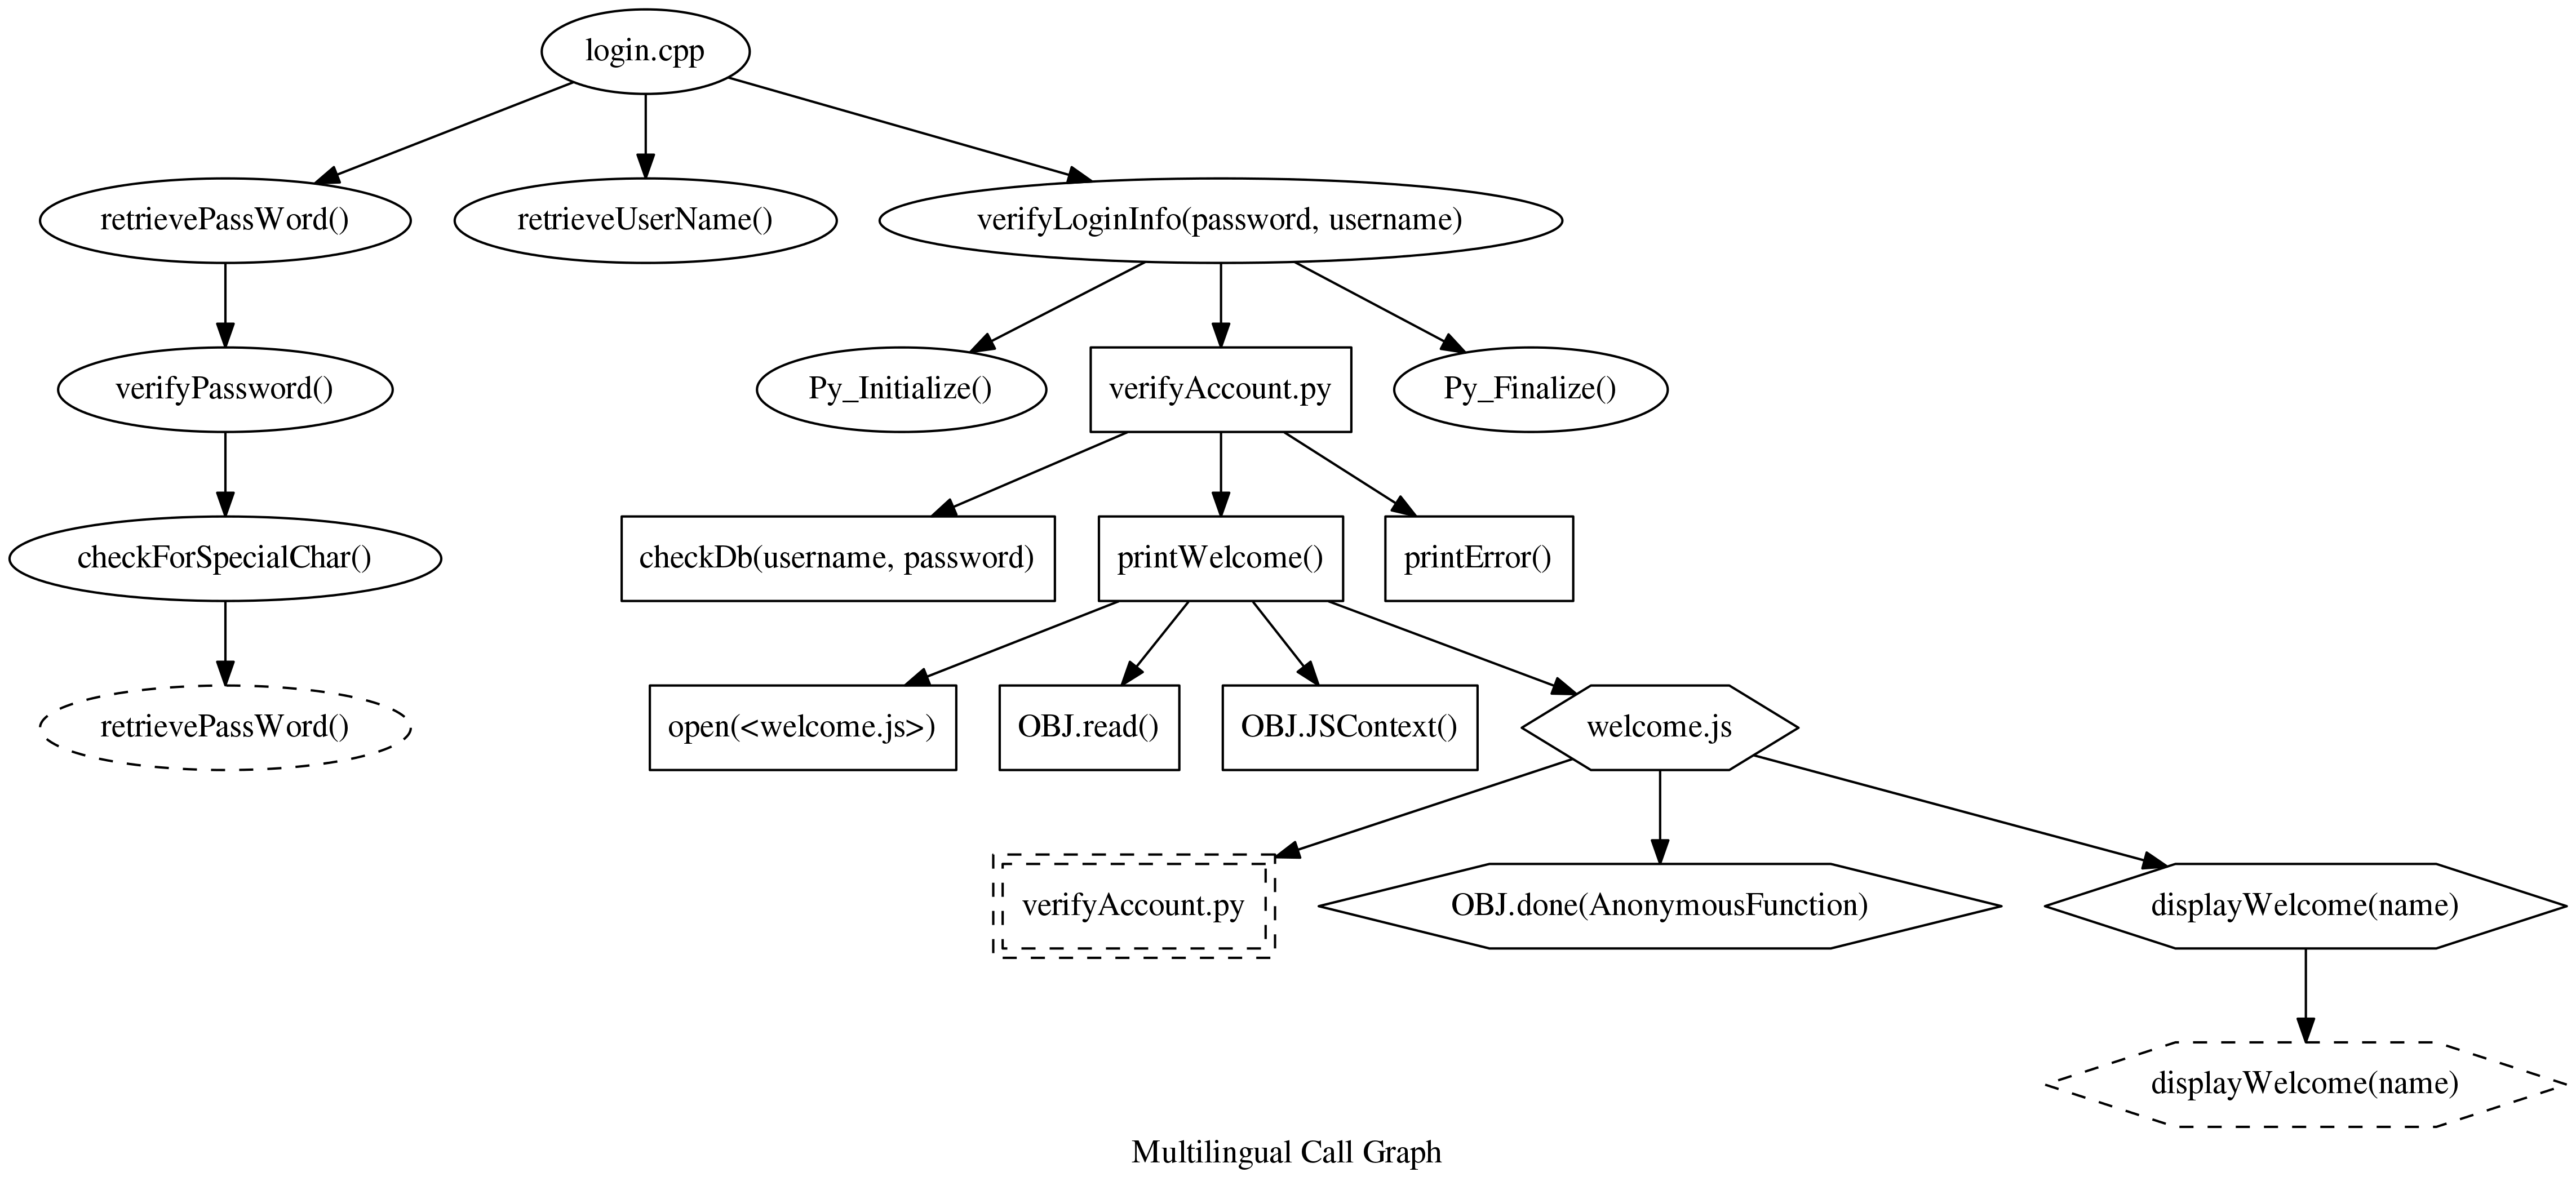 login.cpp
retrievePassWord()
retrieveUserName()
verifyLoginInfo(password, username)
verifyPassword()
Py_Initialize()
verifyAccount.py
Py_Finalize()
checkForSpecialChar()
checkDb(username, password)
printWelcome()
printError()
retrievePassWord()
open(<welcome.js>)
OBJ.read()
OBJ.JSContext()
welcome.js
verifyAccount.py
OBJ.done(AnonymousFunction)
displayWelcome(name)
displayWelcome(name)
Multilingual Call Graph